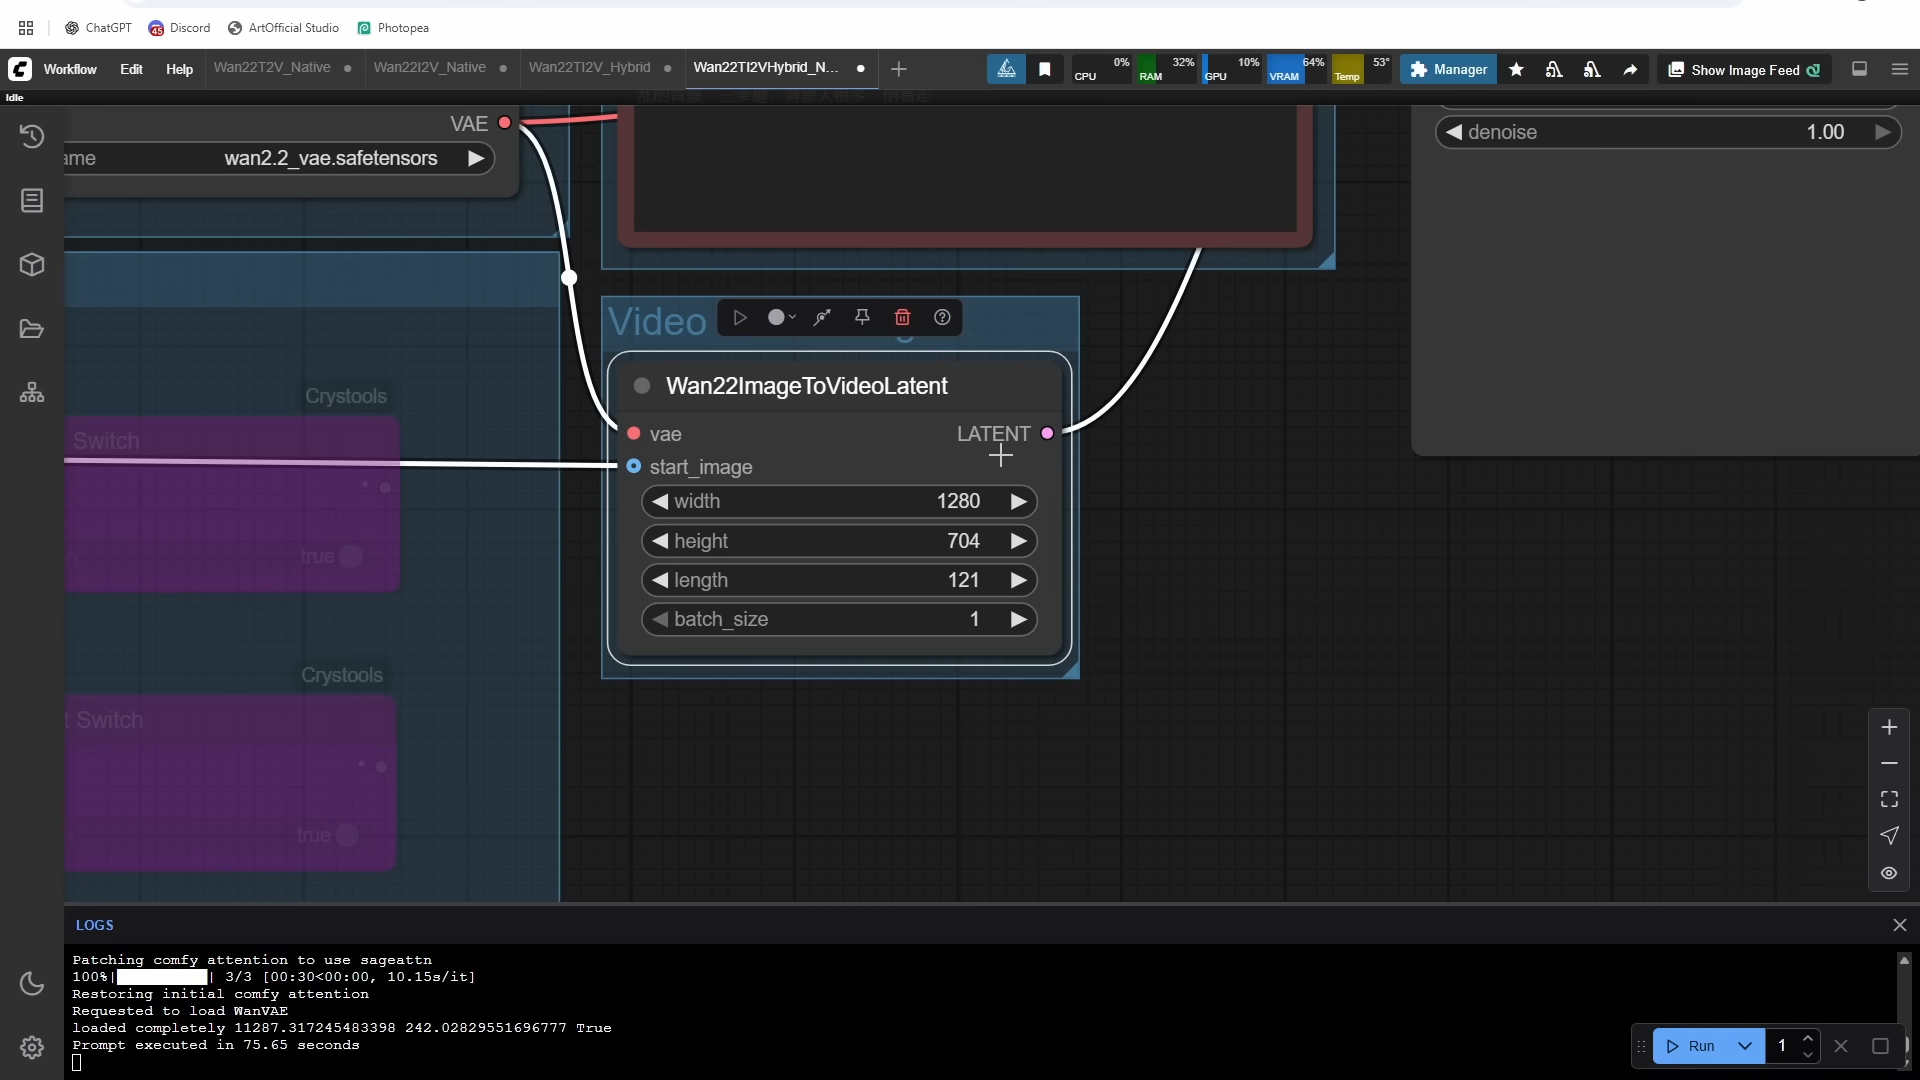 ChatGPT
45
Discord
ArtOfficial Studio
Photopea
Workflow
Edit
Help
Wan22T2V_Native
Wan22I2V_Native
Wan22TI2V_Hybrid
Wan22TI2VHybrid_N...
CPU
0%
RAM
32%
GPU
10%
VRAM
64%
Temp
53°
Manager
Show Image Feed
Idle
VAE
ame
wan2.2_vae.safetensors
denoise
1.00
Video
Crystools
Switch
true
Crystools
t Switch
true
Wan22ImageToVideoLatent
vae
LATENT
start_image
width
1280
height
704
length
121
batch_size
1
LOGS
Patching comfy attention to use sageattn
100%| | 3/3 [00:30<00:00, 10.15s/it]
Restoring initial comfy attention
Requested to load WanVAE
loaded completely 11287.317245483398 242.02829551696777 True
Prompt executed in 75.65 seconds
Run
1